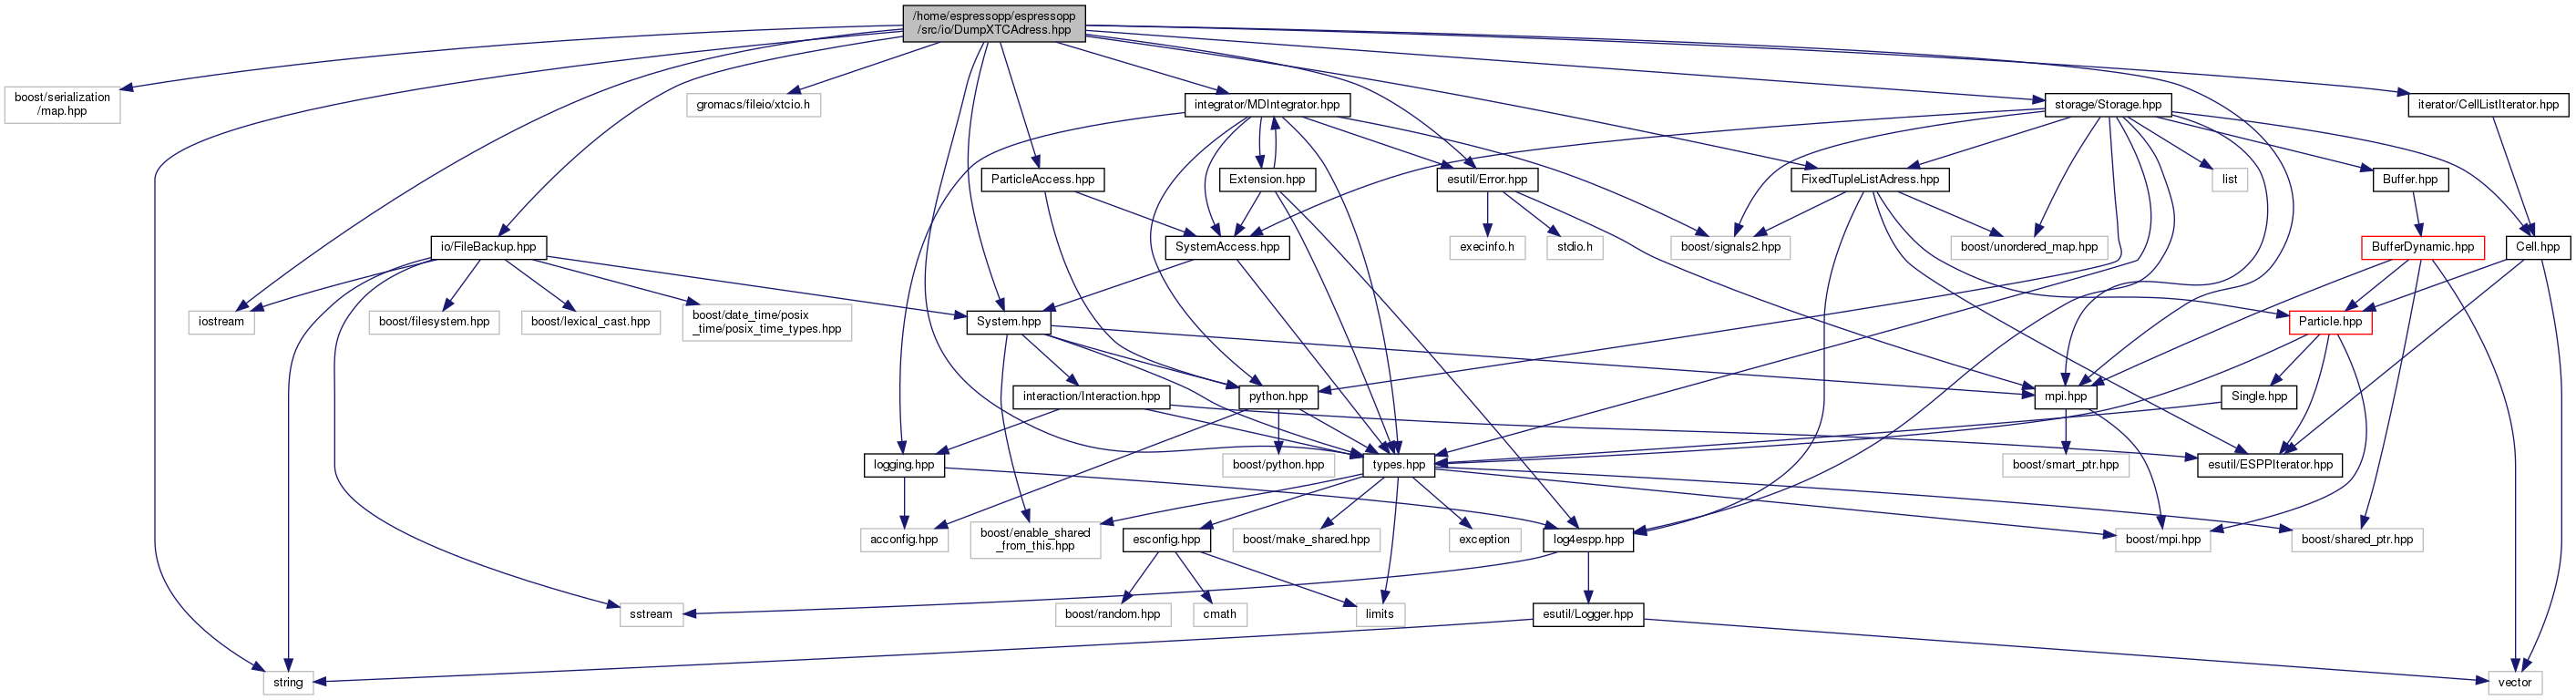 /home/espressopp/espressopp
/src/io/DumpXTCAdress.hpp
boost/serialization
/map.hpp
gromacs/fileio/xtcio.h
integrator/MDIntegrator.hpp
storage/Storage.hpp
iterator/CellListIterator.hpp
ParticleAccess.hpp
Extension.hpp
esutil/Error.hpp
FixedTupleListAdress.hpp
list
Buffer.hpp
io/FileBackup.hpp
SystemAccess.hpp
execinfo.h
stdio.h
boost/signals2.hpp
boost/unordered_map.hpp
BufferDynamic.hpp
Cell.hpp
iostream
boost/filesystem.hpp
boost/lexical_cast.hpp
boost/date_time/posix
_time/posix_time_types.hpp
System.hpp
Particle.hpp
interaction/Interaction.hpp
python.hpp
mpi.hpp
Single.hpp
logging.hpp
boost/python.hpp
types.hpp
boost/smart_ptr.hpp
esutil/ESPPIterator.hpp
acconfig.hpp
boost/enable_shared
_from_this.hpp
esconfig.hpp
boost/make_shared.hpp
exception
log4espp.hpp
boost/mpi.hpp
boost/shared_ptr.hpp
sstream
boost/random.hpp
cmath
limits
esutil/Logger.hpp
string
vector